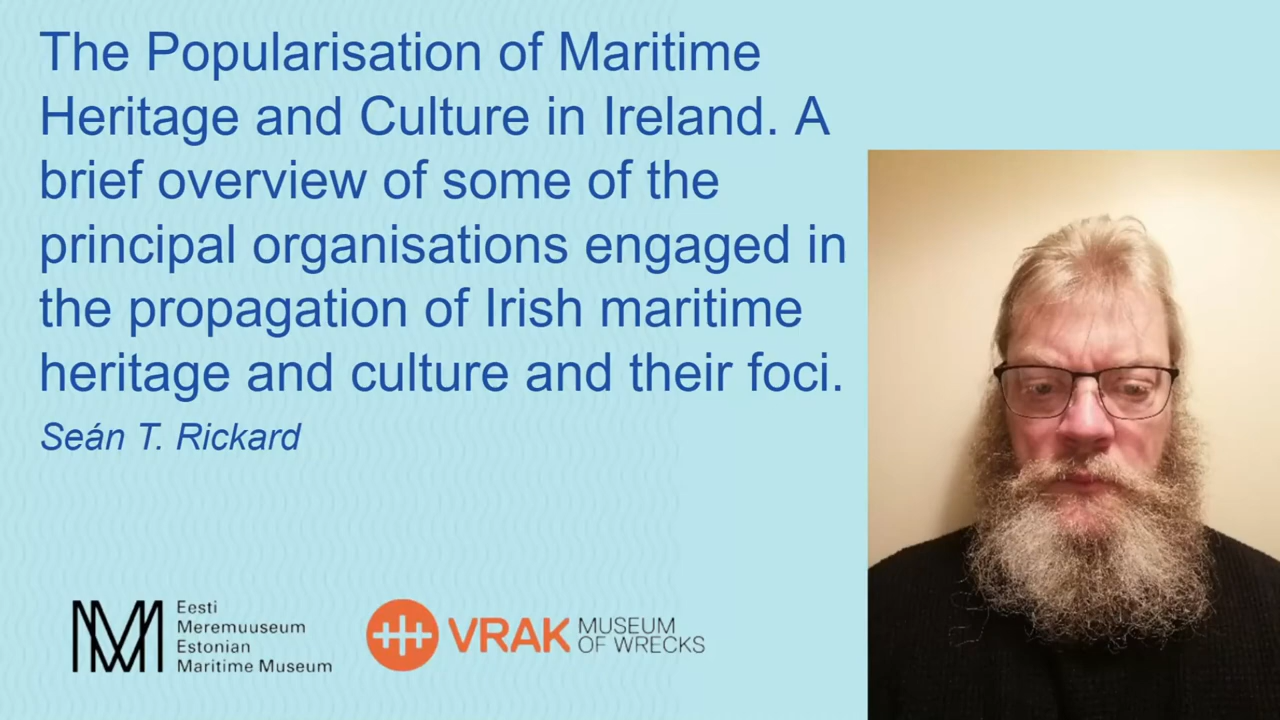 The Popularisation of Maritime
Heritage and Culture in Ireland. A
brief overview of some of the
principal organisations engaged in
the propagation of Irish maritime
heritage and culture and their foci.
Seán T. Rickard
Eesti
Meremuuseum
Estonian
Maritime Museum
VRAK MUSEUM
OF WRECKS